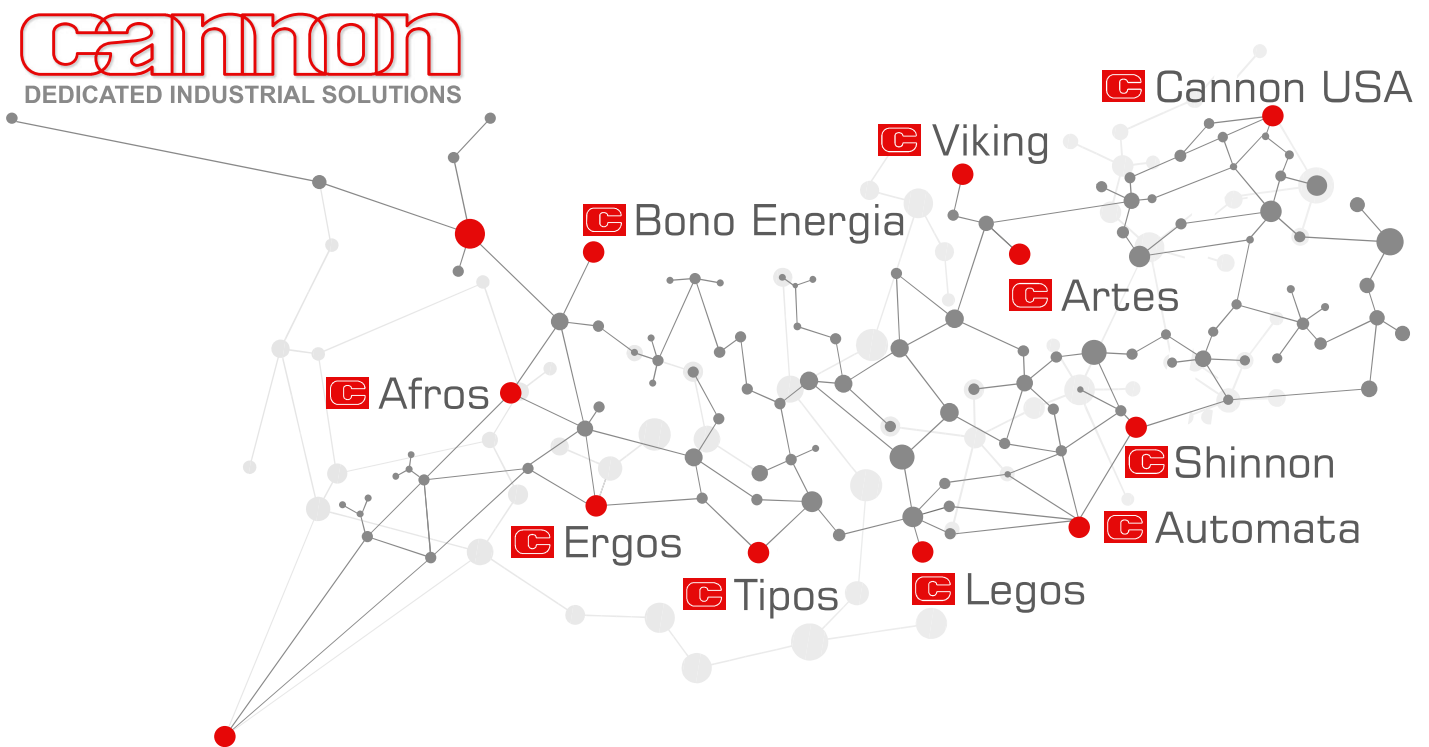 cannon
DEDICATED INDUSTRIAL SOLUTIONS
C Cannon USA
C Viking
C Bono Energia
C Artes
C Afros
C Shinnon
C Automata
C Ergos
C Tipos
C Legos